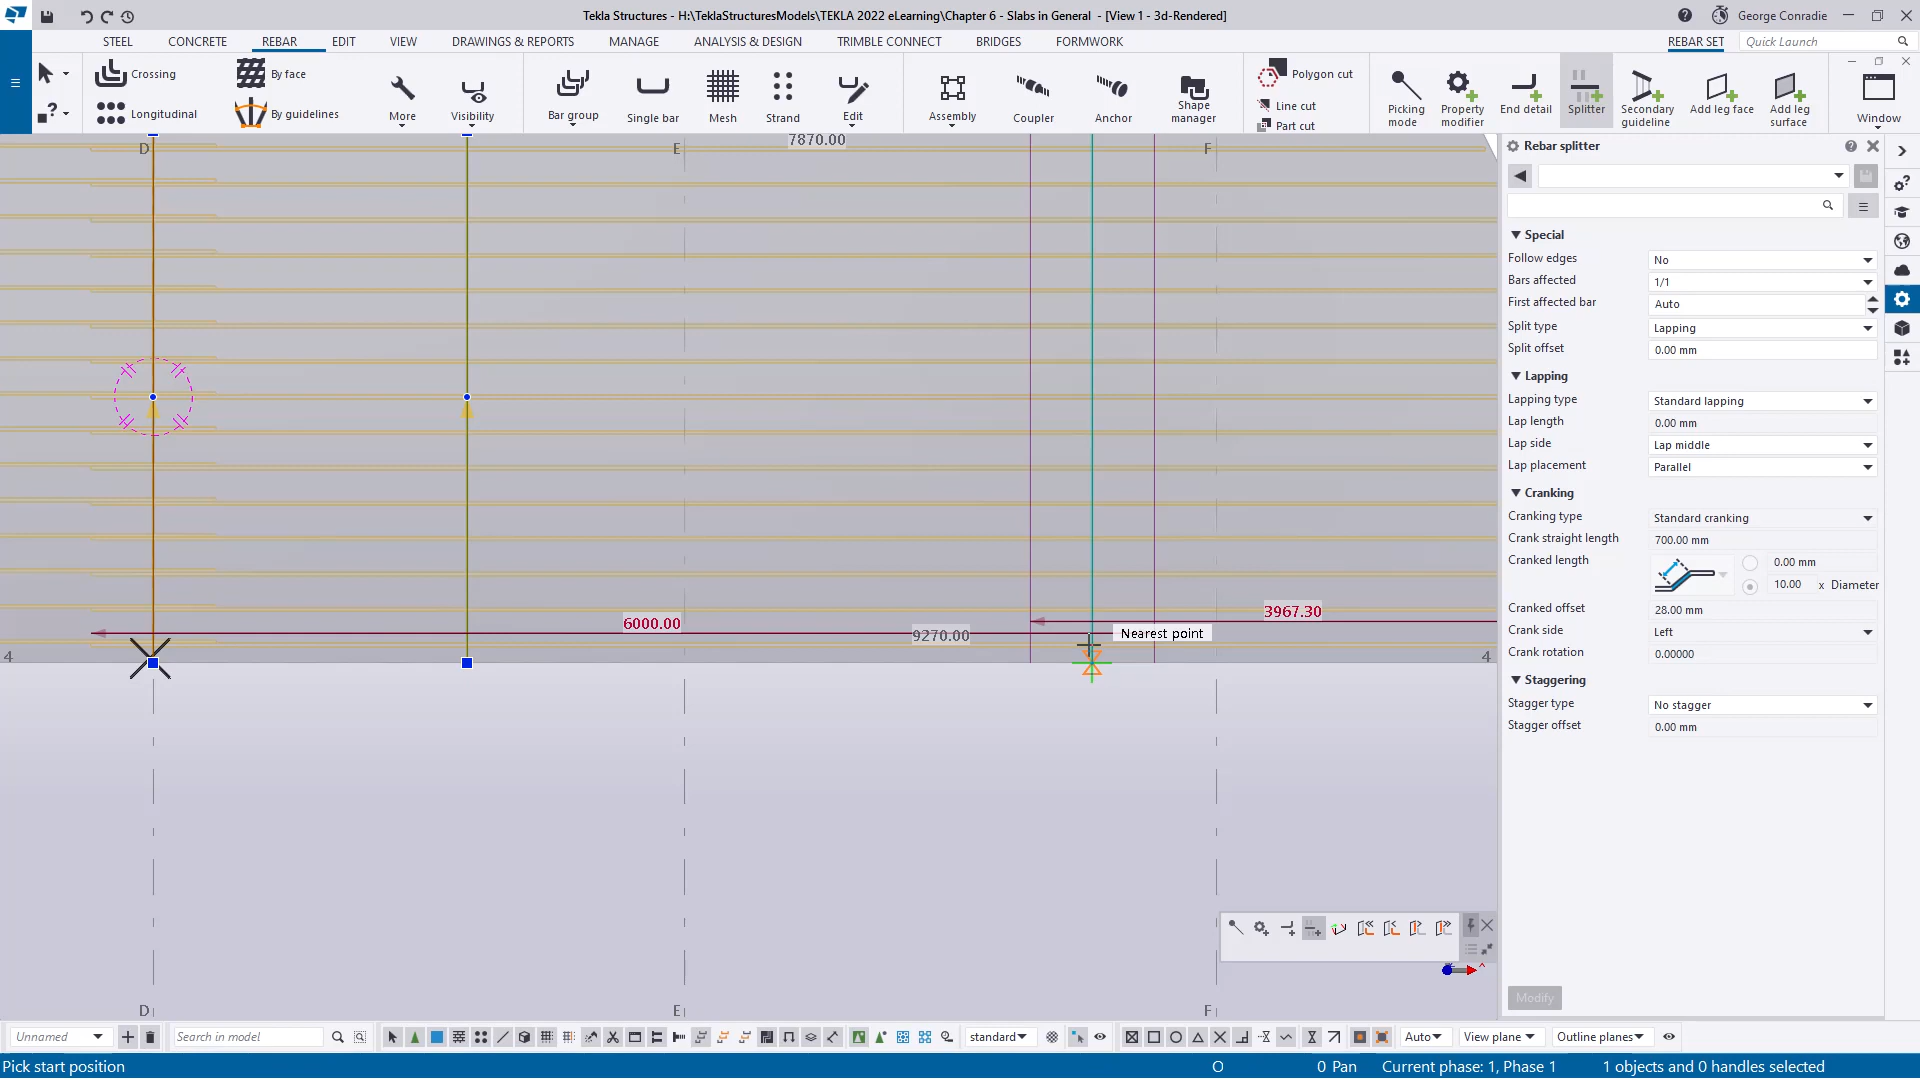 Tekla Structures - H:\TeklaStructuresModels\TEKLA 2022 eLearning\Chapter 6 - Slabs in General - [View 1 - 3d-Rendered]
George Conradie
STEEL CONCRETE REBAR EDIT VIEW DRAWINGS & REPORTS MANAGE ANALYSIS & DESIGN TRIMBLE CONNECT BRIDGES FORMWORK REBAR SET Quick Launch
Crossing
By face
Longitudinal
By guidelines
More
Visibility
Bar group
Single bar
Mesh
Strand
Edit
Assembly
Coupler
Anchor
Shape manager
Polygon cut
Line cut
Part cut
Picking mode
Property modifier
End detail
Splitter
Secondary guideline
Add leg face
Add leg surface
Window
D E 7870.00 F
6000.00
9270.00
3967.30
Nearest point
4 4
D E F
Rebar splitter
Special
Follow edges No
Bars affected 1/1
First affected bar Auto
Split type Lapping
Split offset 0.00 mm
Lapping
Lapping type Standard lapping
Lap length 0.00 mm
Lap side Lap middle
Lap placement Parallel
Cranking
Cranking type Standard cranking
Crank straight length 700.00 mm
Cranked length 0.00 mm
10.00 x Diameter
Cranked offset 28.00 mm
Crank side Left
Crank rotation 0.00000
Staggering
Stagger type No stagger
Stagger offset 0.00 mm
Modify
Unnamed Search in model standard Auto View plane Outline planes
Pick start position O 0 Pan Current phase: 1, Phase 1 1 objects and 0 handles selected